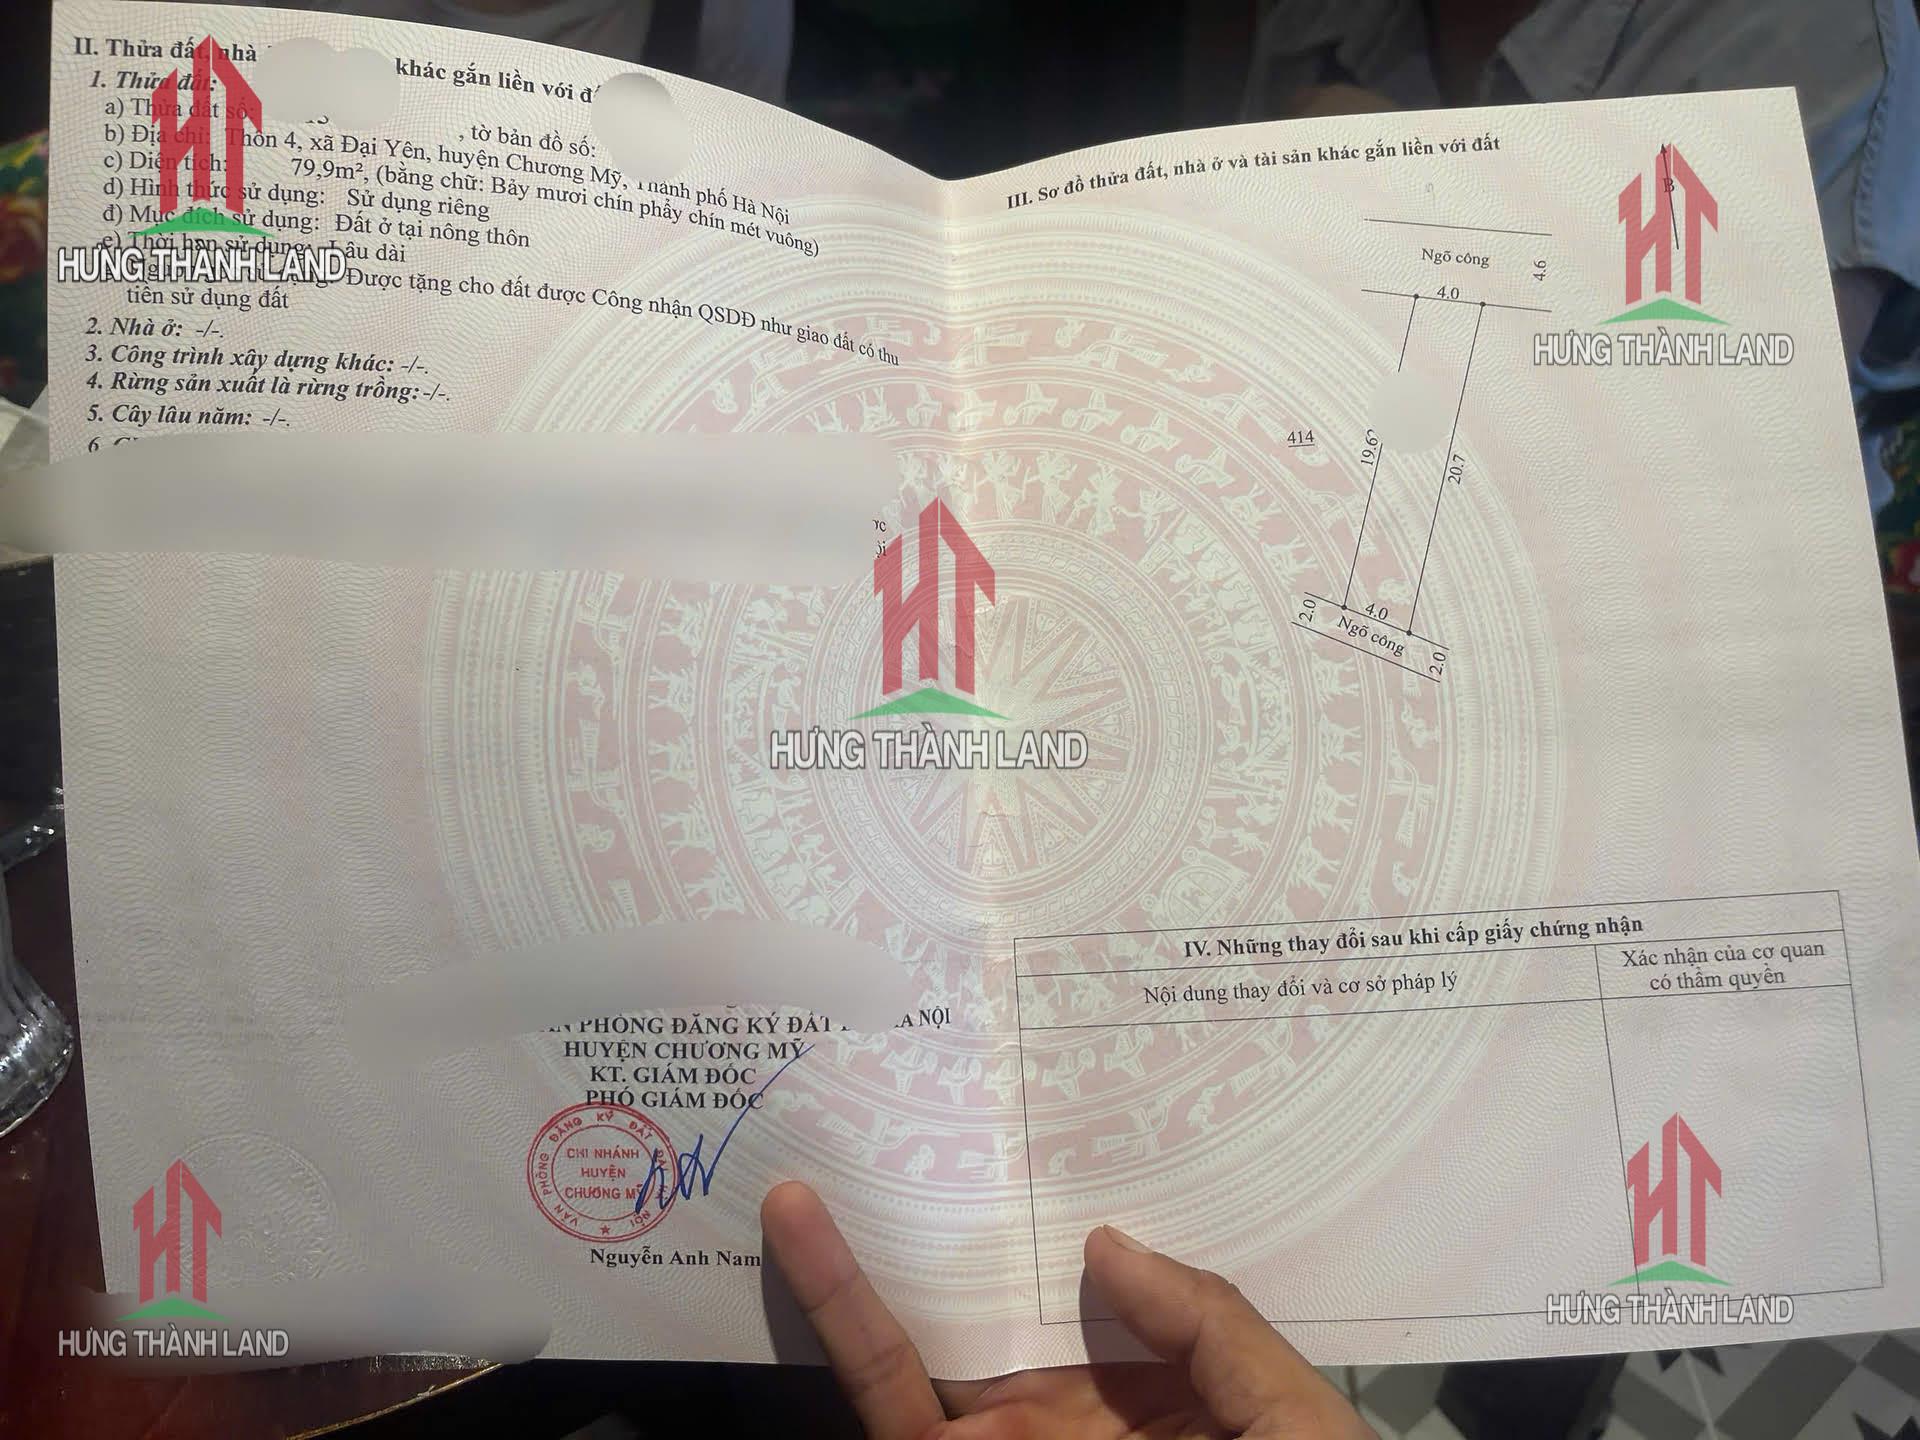 II. Thửa đất, nhà
khác gắn liền với
1. Thửa đất:
a) Thửa đất số:
, tờ bản đồ số:
b) Địa chỉ: Thôn 4, xã Đại Yên, huyện Chương Mỹ, Thành phố Hà Nội
c) Diện tích: 79,9m², (bằng chữ: Bảy mươi chín phẩy chín mét vuông)
d) Hình thức sử dụng: Sử dụng riêng
đ) Mục đích sử dụng: Đất ở tại nông thôn
e) Thời hạn sử dụng: Lâu dài
Được tặng cho đất được Công nhận QSDĐ như giao đất có thu
tiền sử dụng đất
2. Nhà ở: -/-.
3. Công trình xây dựng khác: -/-.
4. Rừng sản xuất là rừng trồng: -/-.
5. Cây lâu năm: -/-.
6.
PHÒNG ĐĂNG KÝ ĐẤT
NỘI
HUYỆN CHƯƠNG MỸ
KT. GIÁM ĐỐC
PHÓ GIÁM ĐỐC
VĂN PHÒNG ĐĂNG KÝ ĐẤT ĐAI HÀ NỘI
CHI NHÁNH
HUYỆN
CHƯƠNG MỸ
Nguyễn Anh Nam
III. Sơ đồ thửa đất, nhà ở và tài sản khác gắn liền với đất
B
Ngõ công
4.6
4.0
414
19.6
20.7
2.0
4.0
Ngõ công
2.0
IV. Những thay đổi sau khi cấp giấy chứng nhận
Nội dung thay đổi và cơ sở pháp lý
Xác nhận của cơ quan
có thẩm quyền
HƯNG THÀNH LAND
HƯNG THÀNH LAND
HƯNG THÀNH LAND
HƯNG THÀNH LAND
HƯNG THÀNH LAND